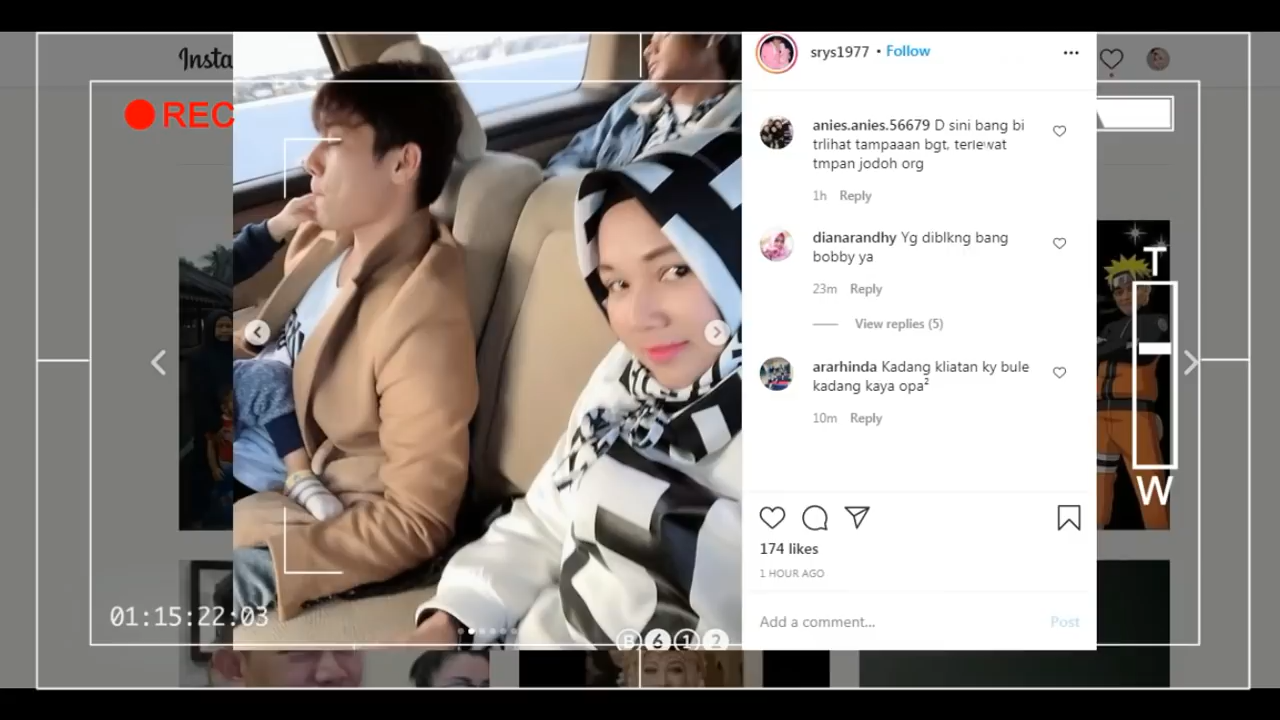 Insta
REC
srys1977 • Follow
anies.anies.56679 D sini bang bi
trlihat tampaaan bgt, terlewat
tmpan jodoh org
1h Reply
dianarandhy Yg diblkng bang
bobby ya
23m Reply
View replies (5)
ararhinda Kadang kliatan ky bule
kadang kaya opa²
10m Reply
174 likes
1 HOUR AGO
Add a comment... Post
T
W
01:15:22:03
B612